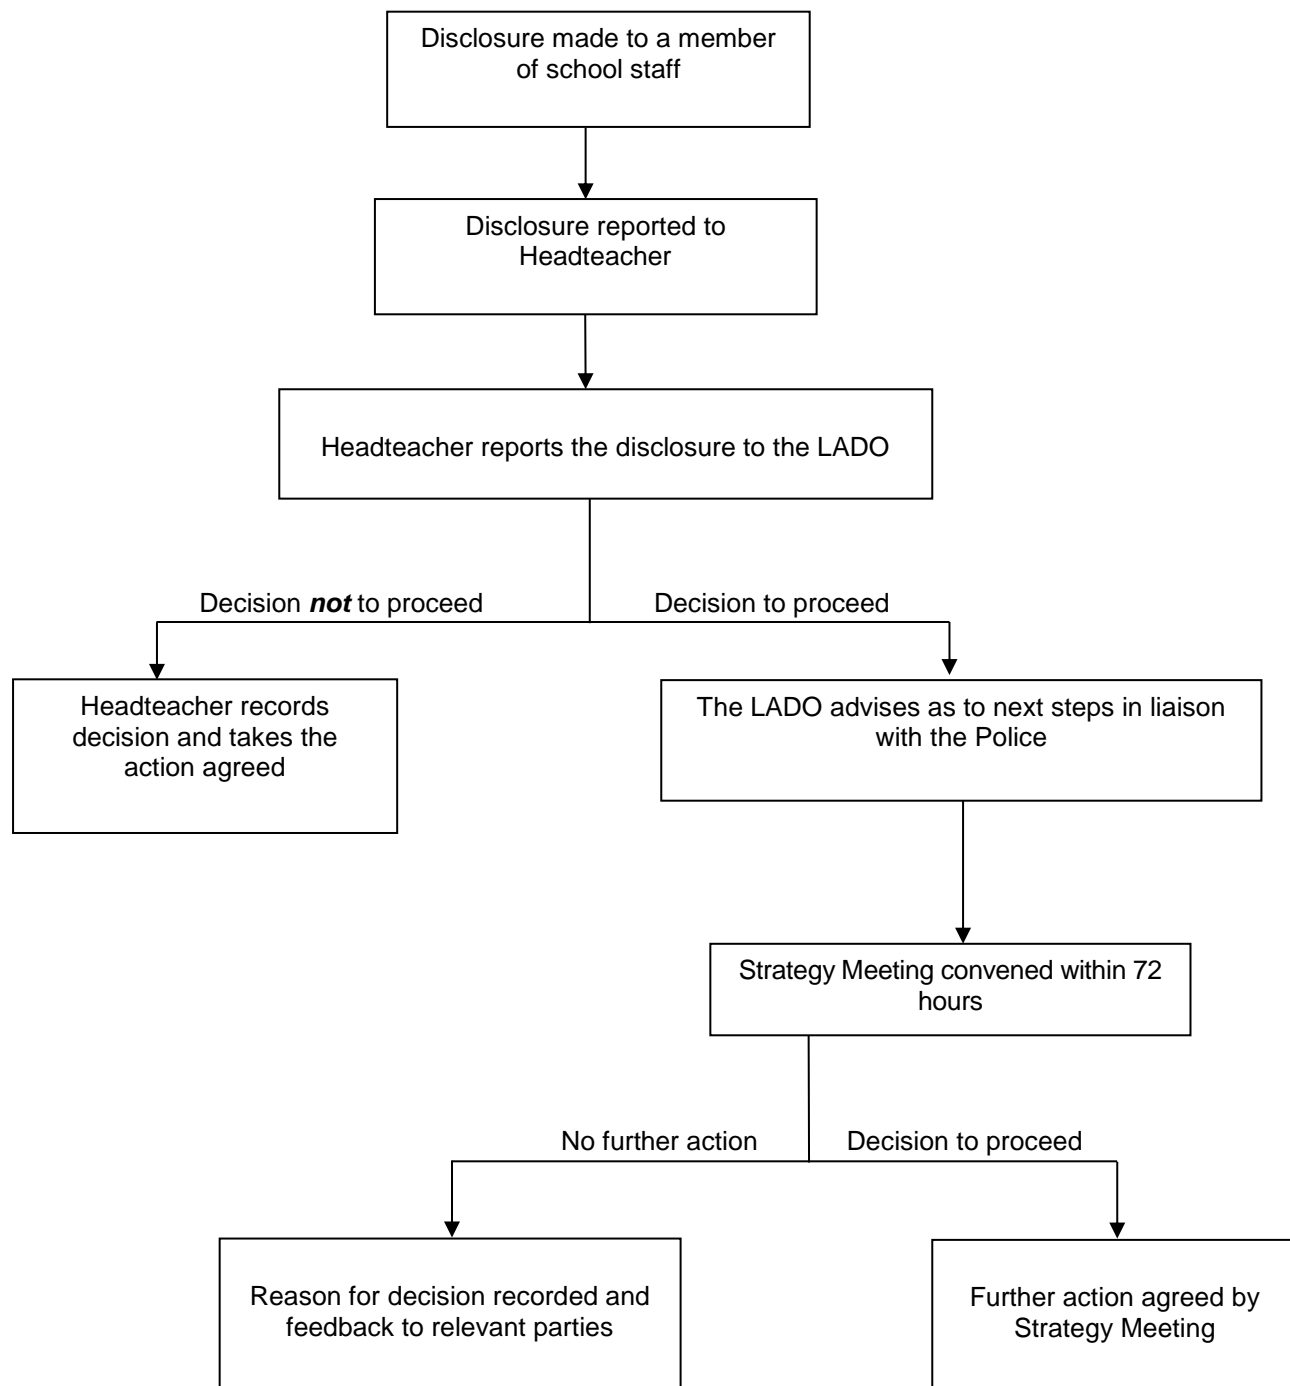 Disclosure made to a member
of school staff
Disclosure reported to
Headteacher
Headteacher reports the disclosure to the LADO
Decision not to proceed
Decision to proceed
Headteacher records
decision and takes the
action agreed
The LADO advises as to next steps in liaison
with the Police
Strategy Meeting convened within 72
hours
No further action
Decision to proceed
Reason for decision recorded and
feedback to relevant parties
Further action agreed by
Strategy Meeting